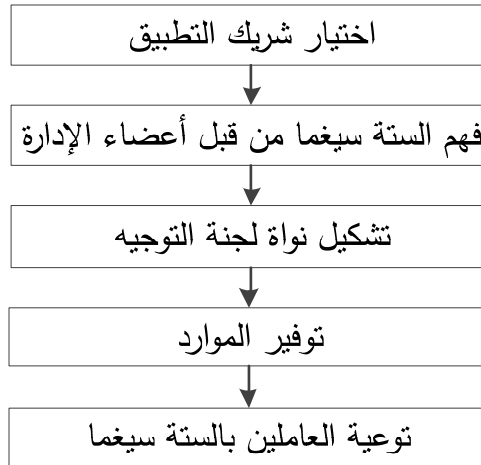 اختيار شريك التطبيق
فهم الستة سيغما من قبل أعضاء الإدارة
تشكيل نواة لجنة التوجيه
توفير الموارد
توعية العاملين بالستة سيغما